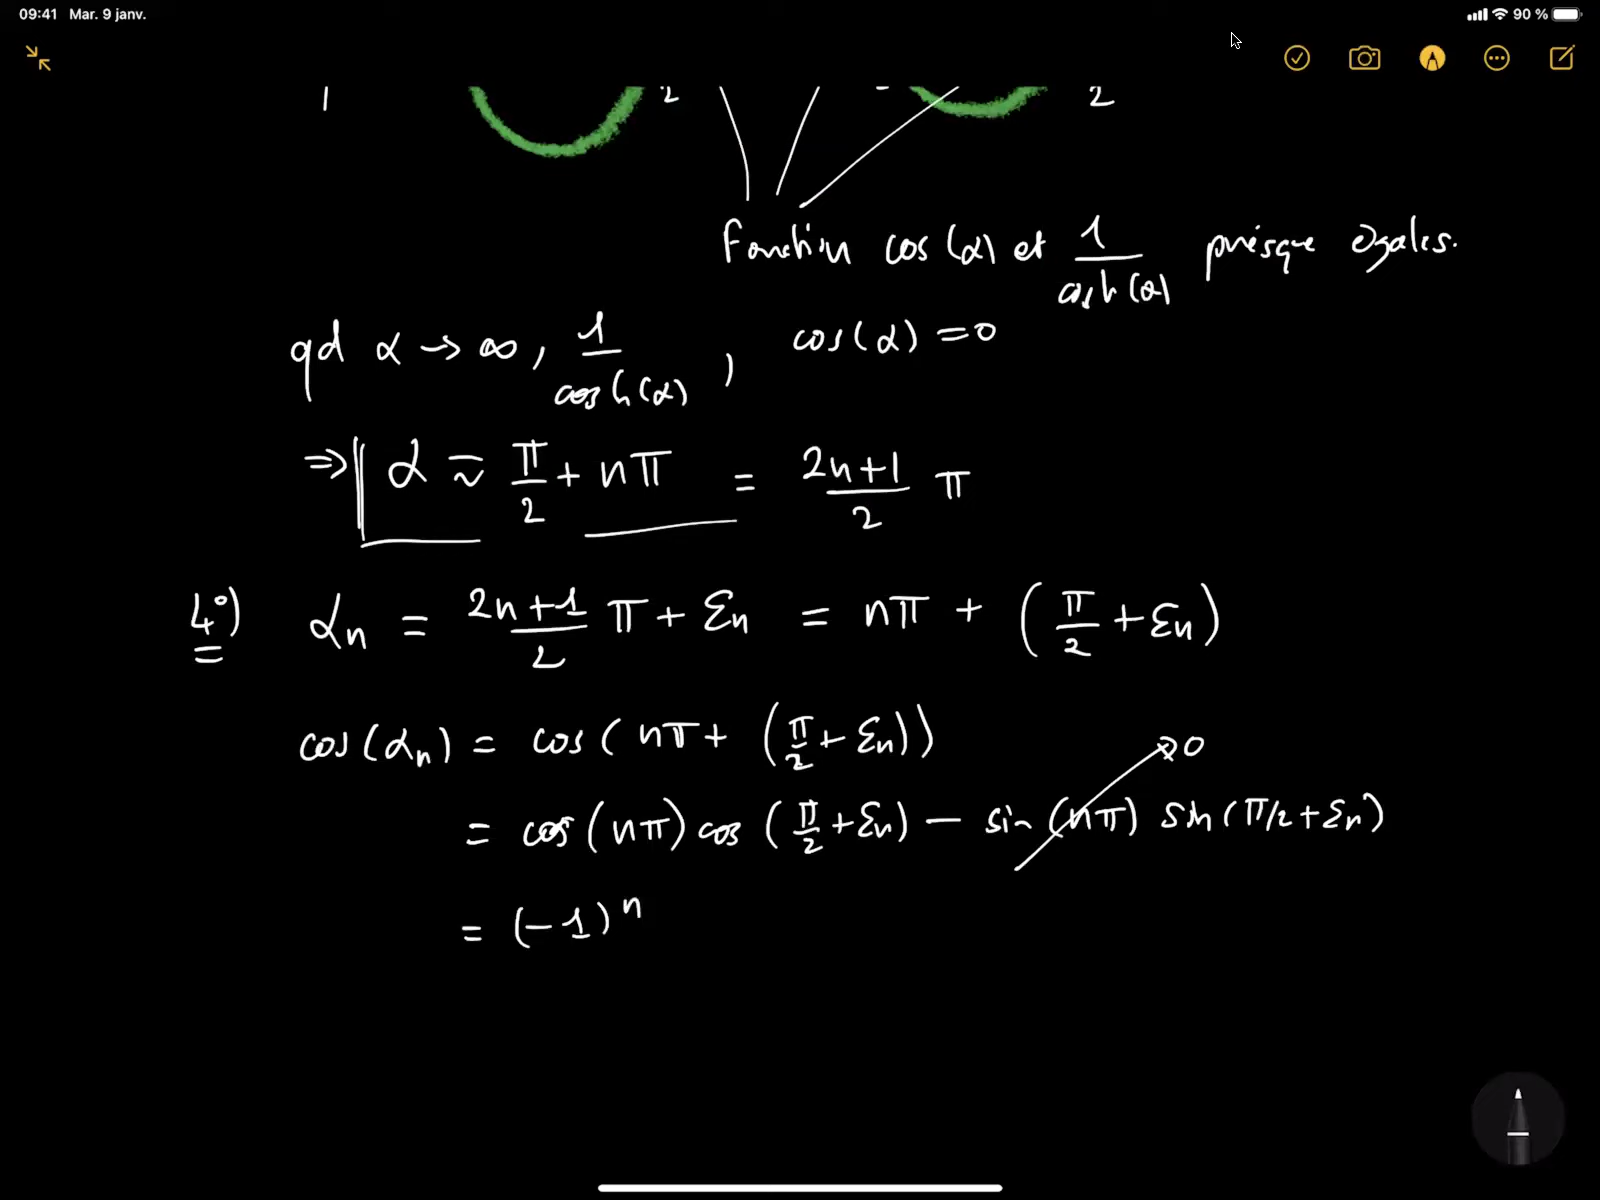 09:41 Mar. 9 janv. 90 %
1 2 2
Fonction cos(α) et 1/cosh(α) presque égales.
qd α → ∞, 1/cosh(α), cos(α) = 0
⇒ α ≈ π/2 + nπ = (2n+1)/2 π
4°) αn = (2n+1)/2 π + εn = nπ + (π/2 + εn)
cos(αn) = cos(nπ + (π/2 + εn))
= cos(nπ) cos(π/2 + εn) − sin(nπ) sin(π/2 + εn) → 0
= (−1)^n